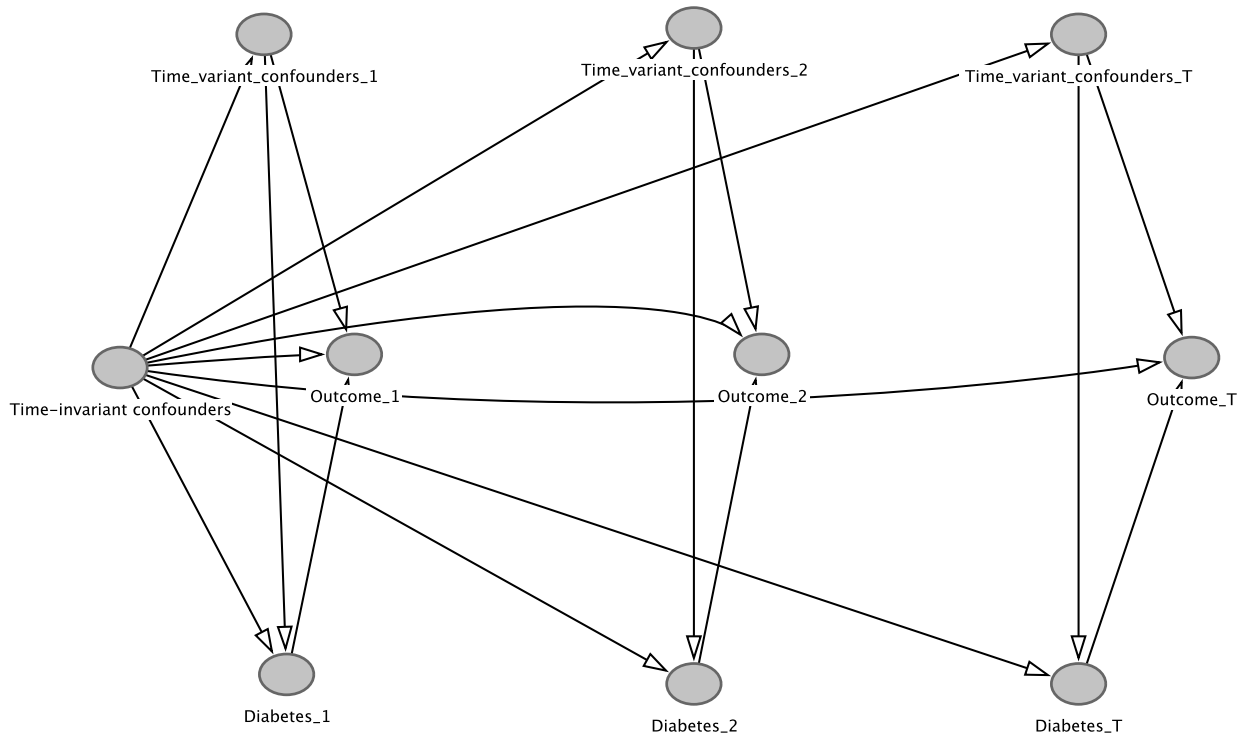 Time_variant_confounders_1
Time_variant_confounders_2
Time_variant_confounders_T
Time-invariant confounders
Outcome_1
Outcome_2
Outcome_T
Diabetes_1
Diabetes_2
Diabetes_T